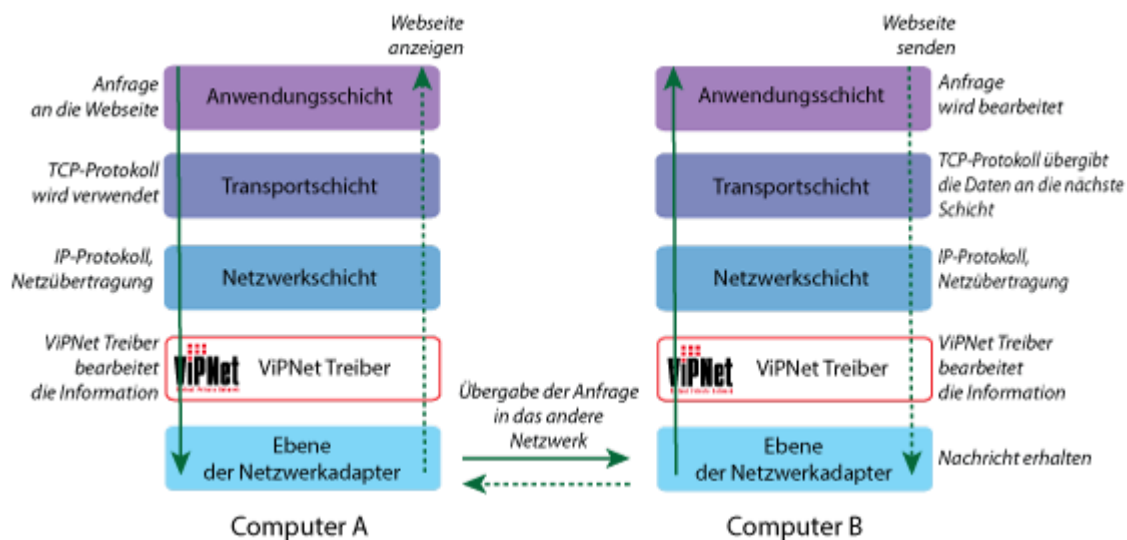 Webseite
anzeigen
Webseite
senden
Anfrage
an die Webseite
Anwendungsschicht
Anwendungsschicht
Anfrage
wird bearbeitet
TCP-Protokoll
wird verwendet
Transportschicht
Transportschicht
TCP-Protokoll übergibt
die Daten an die nächste
Schicht
IP-Protokoll,
Netzübertragung
Netzwerkschicht
Netzwerkschicht
IP-Protokoll,
Netzübertragung
ViPNet Treiber
bearbeitet
die Information
ViPNet
ViPNet Treiber
ViPNet
ViPNet Treiber
ViPNet Treiber
bearbeitet
die Information
Übergabe der Anfrage
in das andere
Netzwerk
Ebene
der Netzwerkadapter
Ebene
der Netzwerkadapter
Nachricht erhalten
Computer A
Computer B